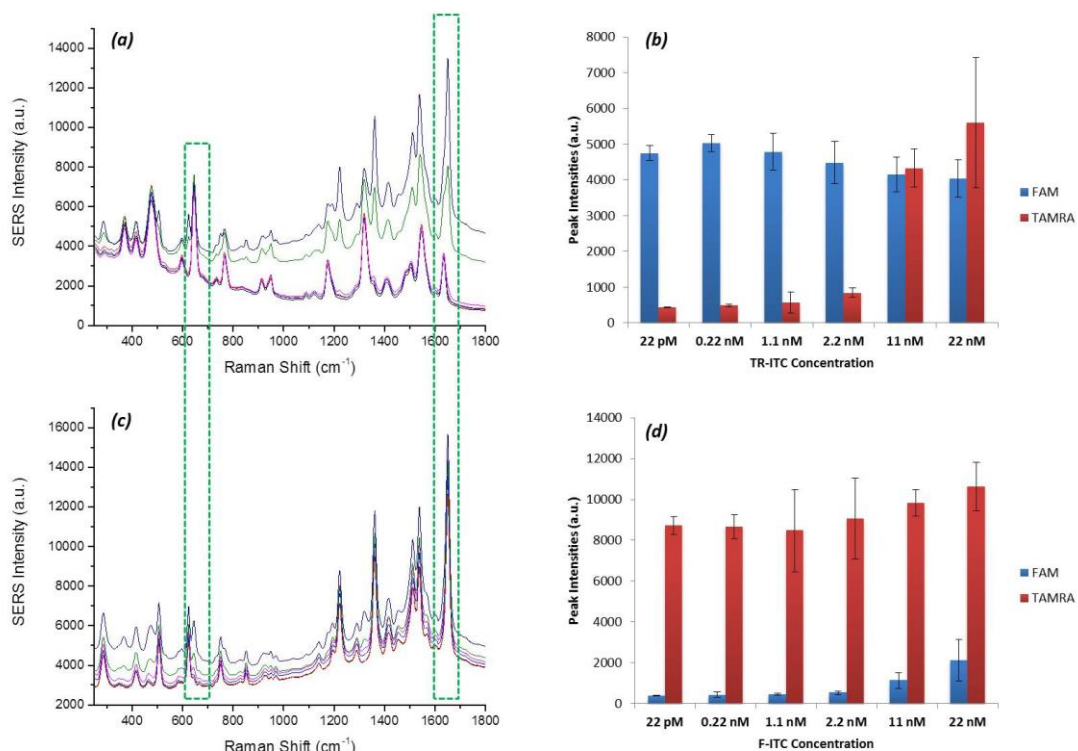 (a)
SERS Intensity (a.u.)
14000
12000
10000
8000
6000
4000
2000
0
400 600 800 1000 1200 1400 1600 1800
Raman Shift (cm-1)
(b)
Peak Intensities (a.u.)
8000
7000
6000
5000
4000
3000
2000
1000
0
22 pM 0.22 nM 1.1 nM 2.2 nM 11 nM 22 nM
TR-ITC Concentration
FAM
TAMRA
(c)
SERS Intensity (a.u.)
16000
14000
12000
10000
8000
6000
4000
2000
400 600 800 1000 1200 1400 1600 1800
Raman Shift (cm-1)
(d)
Peak Intensities (a.u.)
14000
12000
10000
8000
6000
4000
2000
0
22 pM 0.22 nM 1.1 nM 2.2 nM 11 nM 22 nM
F-ITC Concentration
FAM
TAMRA